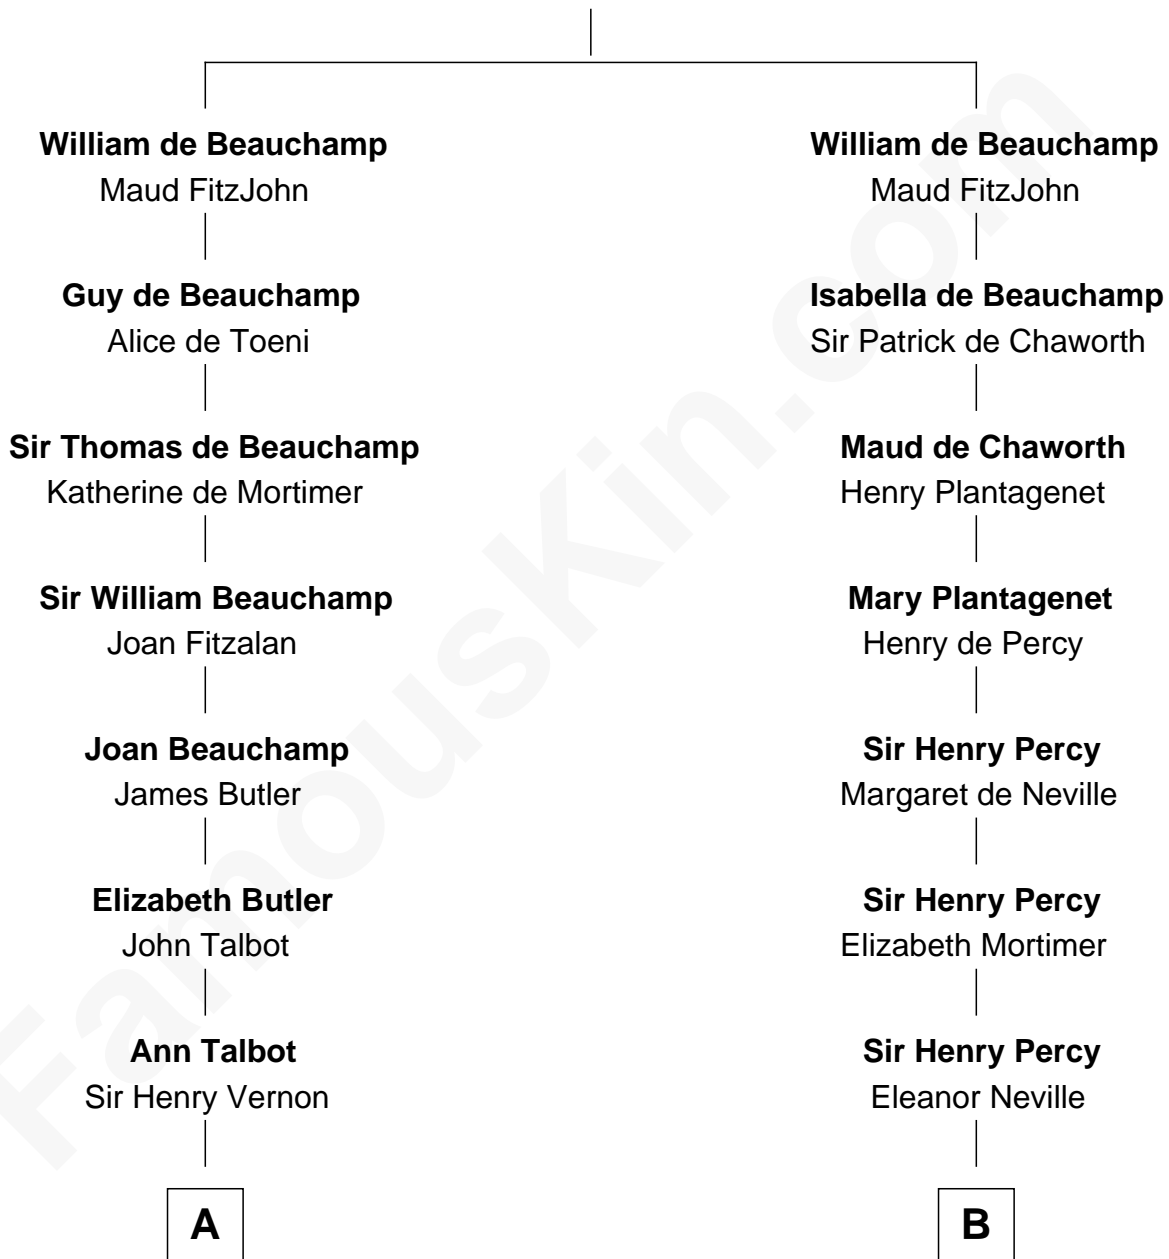 William de Beauchamp
Maud FitzJohn
Guy de Beauchamp
Alice de Toeni
Sir Thomas de Beauchamp
Katherine de Mortimer
Sir William Beauchamp
Joan Fitzalan
Joan Beauchamp
James Butler
Elizabeth Butler
John Talbot
Ann Talbot
Sir Henry Vernon
A
William de Beauchamp
Maud FitzJohn
Isabella de Beauchamp
Sir Patrick de Chaworth
Maud de Chaworth
Henry Plantagenet
Mary Plantagenet
Henry de Percy
Sir Henry Percy
Margaret de Neville
Sir Henry Percy
Elizabeth Mortimer
Sir Henry Percy
Eleanor Neville
B
FamousKin.com